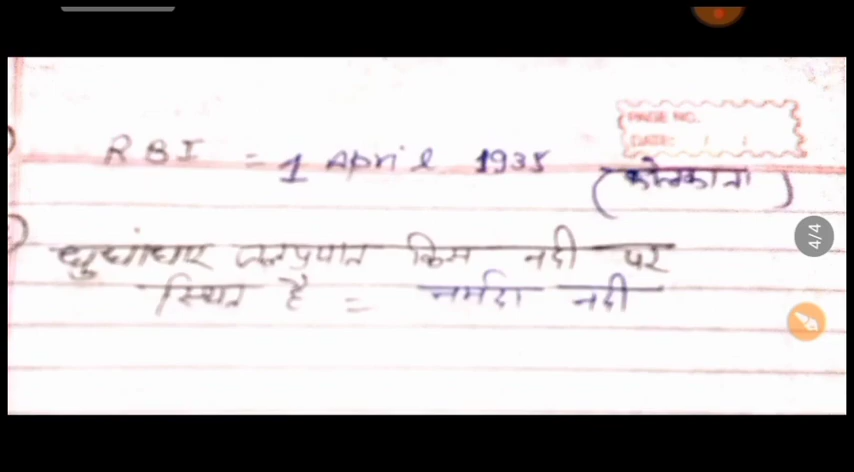 PAGE NO.
DATE: / /
RBI = 1 April 1935
(कोलकाता)
धुधांधार जलप्रपात किस नदी पर
स्थित है = नर्मदा नदी
4/4